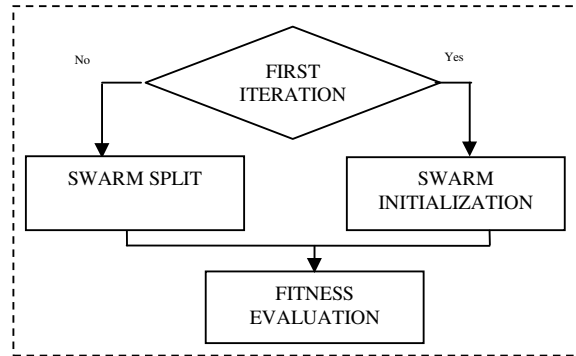 No
Yes
FIRST
ITERATION
SWARM SPLIT
SWARM
INITIALIZATION
FITNESS
EVALUATION